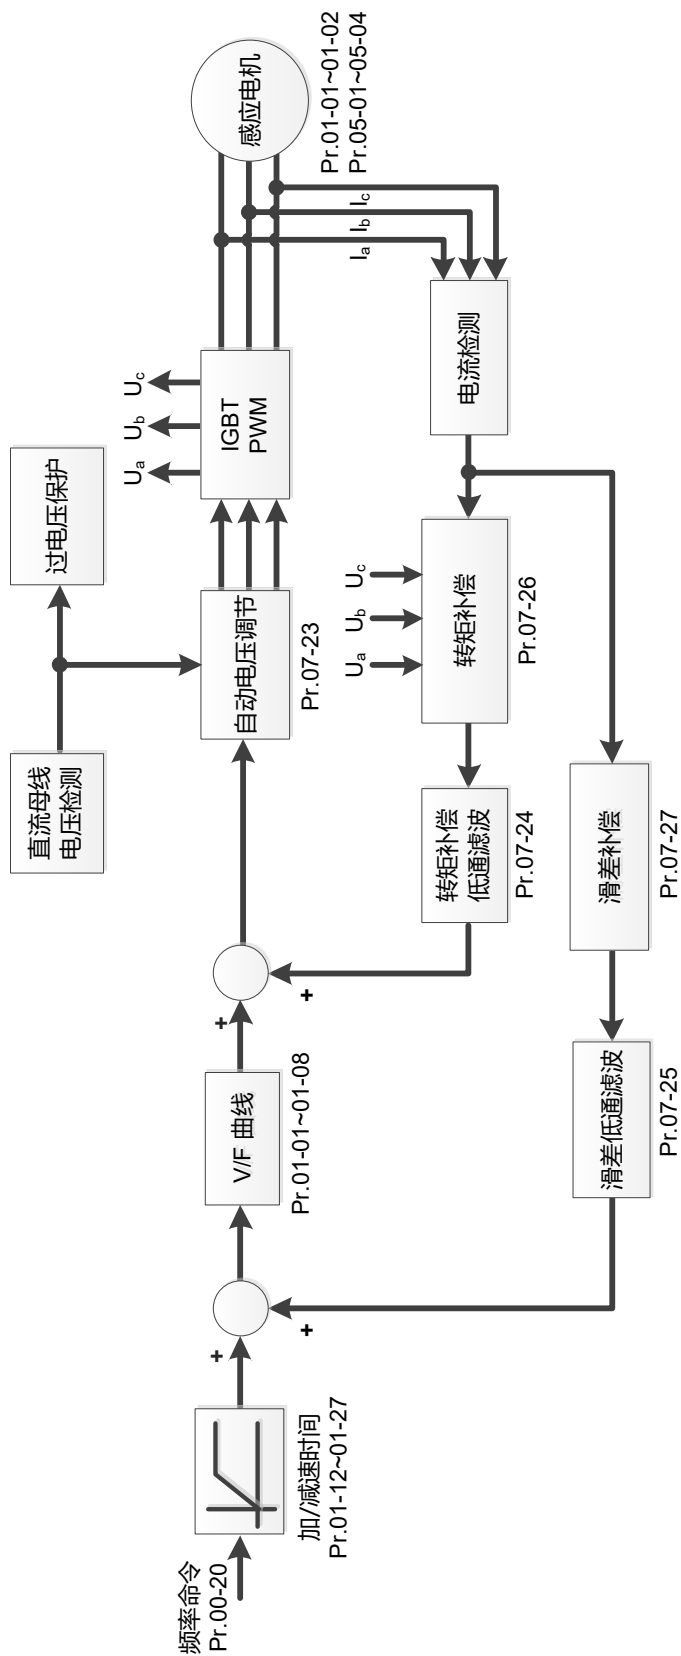 频率命令
Pr.00-20
加/减速时间
Pr.01-12~01-27
+
+
V/F 曲线
Pr.01-01~01-08
+
+
直流母线
电压检测
过电压保护
自动电压调节
Pr.07-23
Ua
Ub
Uc
IGBT
PWM
感应电机
Pr.01-01~01-02
Pr.05-01~05-04
Ia
Ib
Ic
电流检测
Ua
Ub
Uc
转矩补偿
Pr.07-26
转矩补偿
低通滤波
Pr.07-24
滑差补偿
Pr.07-27
滑差低通滤波
Pr.07-25